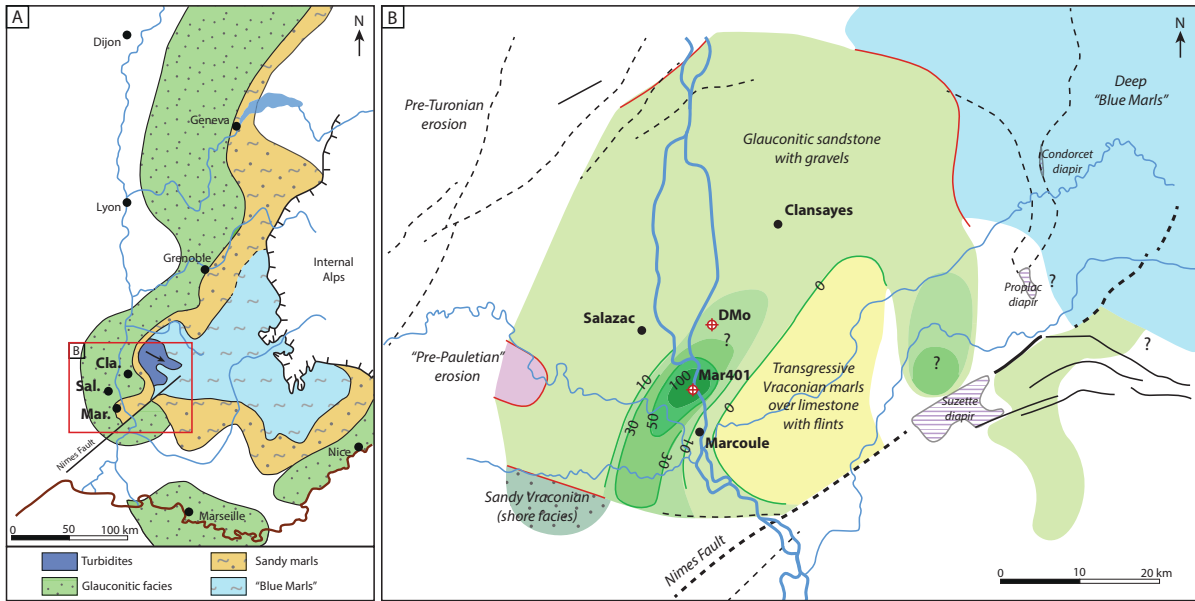 A
N
Dijon
Geneva
Lyon
Grenoble
Internal
Alps
B
Cla.
Sal.
Mar.
Nimes Fault
Nice
Marseille
0 50 100 km
Turbidites
Sandy marls
Glauconitic facies
"Blue Marls"
B
N
Pre-Turonian
erosion
Deep
"Blue Marls"
Glauconitic sandstone
with gravels
Condorcet
diapir
Clansayes
Propiac
diapir
?
0
Salazac
DMo
?
"Pre-Pauletian"
erosion
10
100
Mar401
?
?
Transgressive
Vraconian marls
over limestone
with flints
0
30
50
Suzette
diapir
Marcoule
10
30
Sandy Vraconian
(shore facies)
Nimes Fault
0 10 20 km